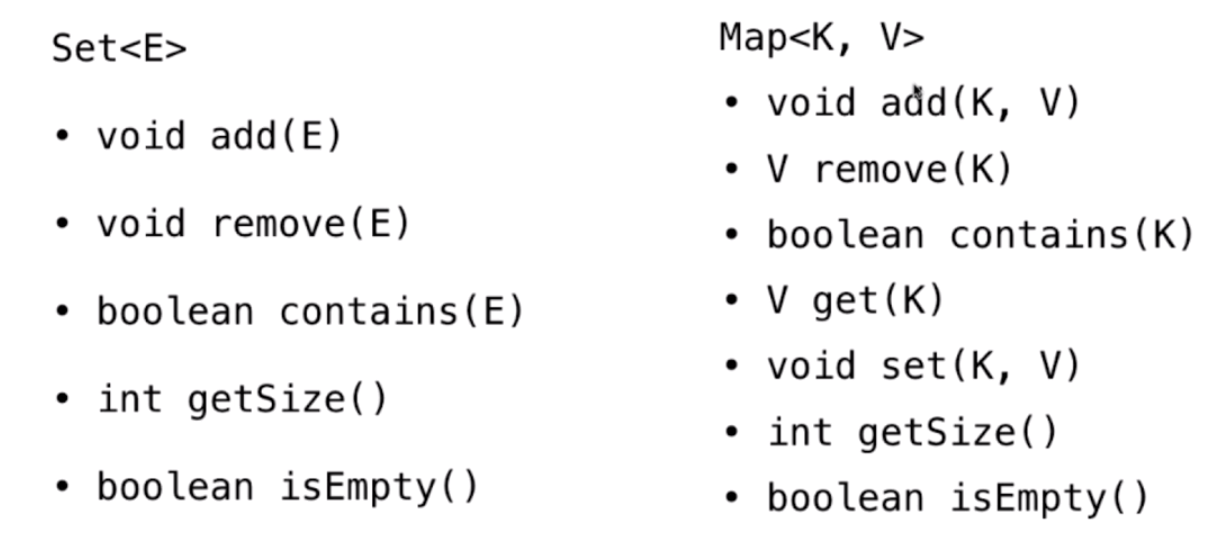 Set<E>
• void add(E)
• void remove(E)
• boolean contains(E)
• int getSize()
• boolean isEmpty()
Map<K, V>
• void add(K, V)
• V remove(K)
• boolean contains(K)
• V get(K)
• void set(K, V)
• int getSize()
• boolean isEmpty()